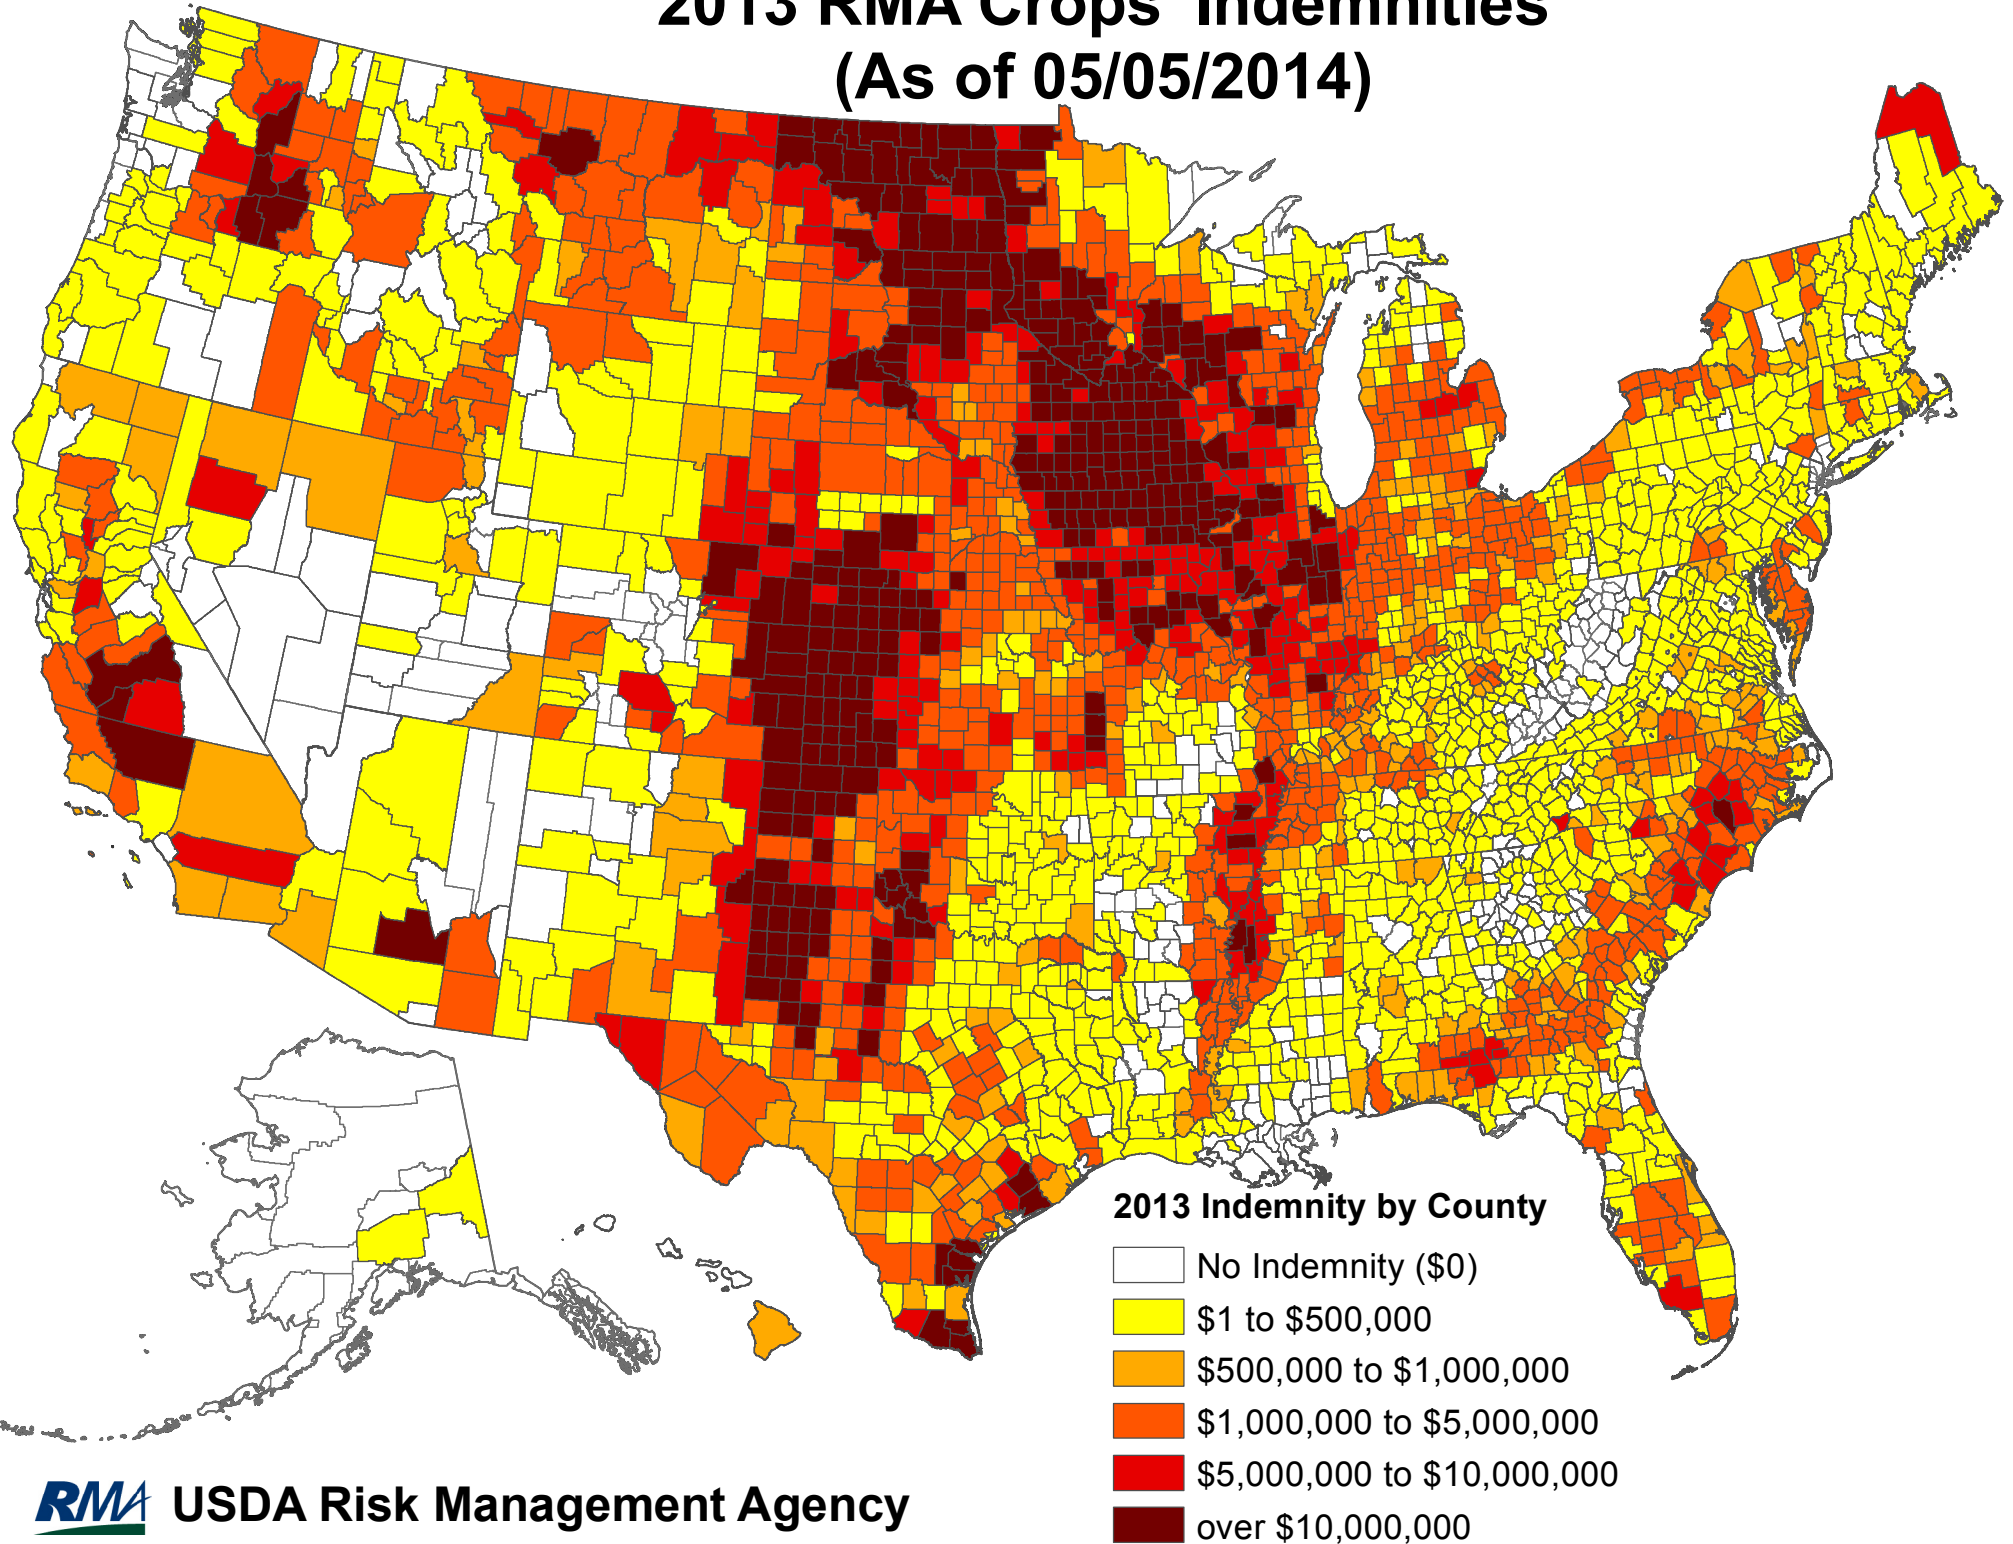 2013 RMA Crops' Indemnities
(As of 05/05/2014)
2013 Indemnity by County
No Indemnity ($0)
$1 to $500,000
$500,000 to $1,000,000
$1,000,000 to $5,000,000
$5,000,000 to $10,000,000
over $10,000,000
RMA USDA Risk Management Agency